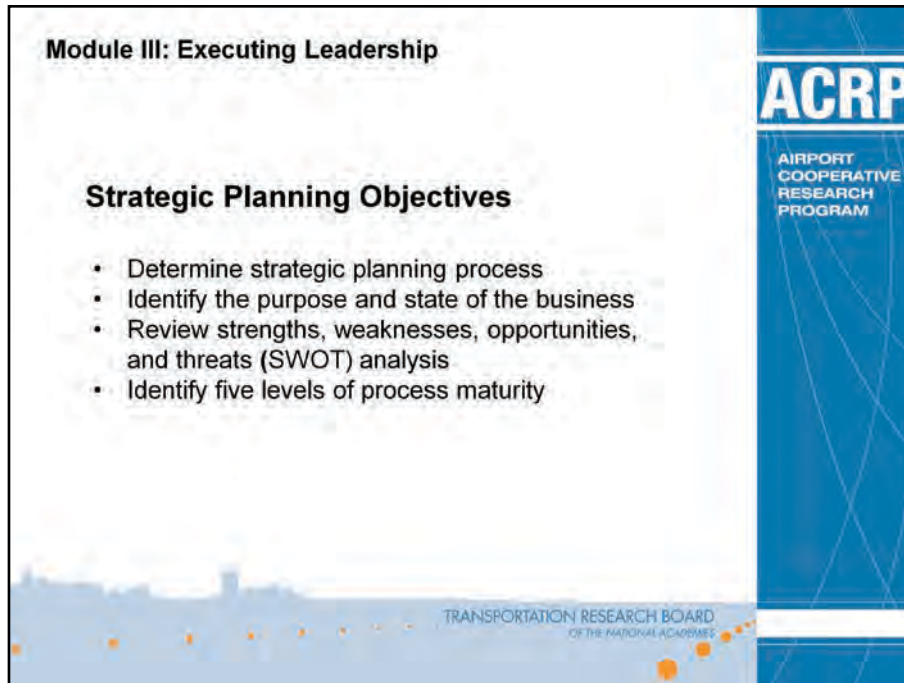 Module III: Executing Leadership
Strategic Planning Objectives
• Determine strategic planning process
• Identify the purpose and state of the business
• Review strengths, weaknesses, opportunities,
and threats (SWOT) analysis
• Identify five levels of process maturity
ACRP
AIRPORT
COOPERATIVE
RESEARCH
PROGRAM
TRANSPORTATION RESEARCH BOARD
OF THE NATIONAL ACADEMIES